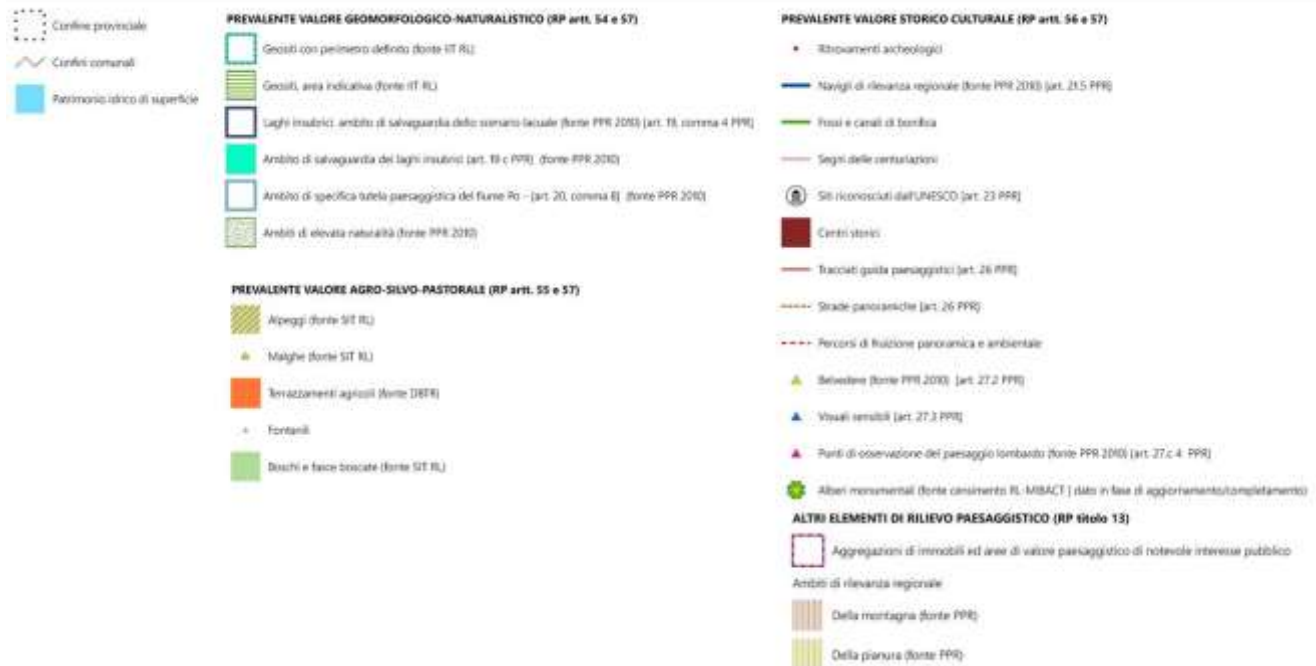 Confine provinciale
Confini comunali
Patrimonio idrico di superficie
PREVALENTE VALORE GEOMORFOLOGICO-NATURALISTICO (RP artt. 54 e 57)
Geositi con perimetro definito (fonte IIT RL)
Geositi, area indicativa (fonte IIT RL)
Laghi insubrici: ambito di salvaguardia dello scenario lacuale (fonte PPR 2010) [art. 19, comma 4 PPR]
Ambito di salvaguardia dei laghi insubrici (art. 19 c PPR) (fonte PPR 2010)
Ambito di specifica tutela paesaggistica del fiume Po - [art. 20, comma 8] (fonte PPR 2010)
Ambiti di elevata naturalità (fonte PPR 2010)
PREVALENTE VALORE AGRO-SILVO-PASTORALE (RP artt. 55 e 57)
Alpeggi (fonte SIT RL)
Malghe (fonte SIT RL)
Terrazzamenti agricoli (fonte DBTR)
Fontanili
Boschi e fasce boscate (fonte SIT RL)
PREVALENTE VALORE STORICO CULTURALE (RP artt. 56 e 57)
Ritrovamenti archeologici
Navigli di rilevanza regionale (fonte PPR 2010) [art. 21.5 PPR]
Fossi e canali di bonifica
Segni delle centuriazioni
Siti riconosciuti dall'UNESCO [art. 23 PPR]
Centri storici
Tracciati guida paesaggistici [art. 26 PPR]
Strade panoramiche [art. 26 PPR]
Percorsi di fruizione panoramica e ambientale
Belvedere (fonte PPR 2010) [art. 27.2 PPR]
Visuali sensibili [art. 27.3 PPR]
Punti di osservazione del paesaggio lombardo (fonte PPR 2010) [art. 27.c 4 PPR]
Alberi monumentali (fonte censimento RL-MIBACT | dato in fase di aggiornamento/completamento)
ALTRI ELEMENTI DI RILIEVO PAESAGGISTICO (RP titolo 13)
Aggregazioni di immobili ed aree di valore paesaggistico di notevole interesse pubblico
Ambiti di rilevanza regionale
Della montagna (fonte PPR)
Della pianura (fonte PPR)